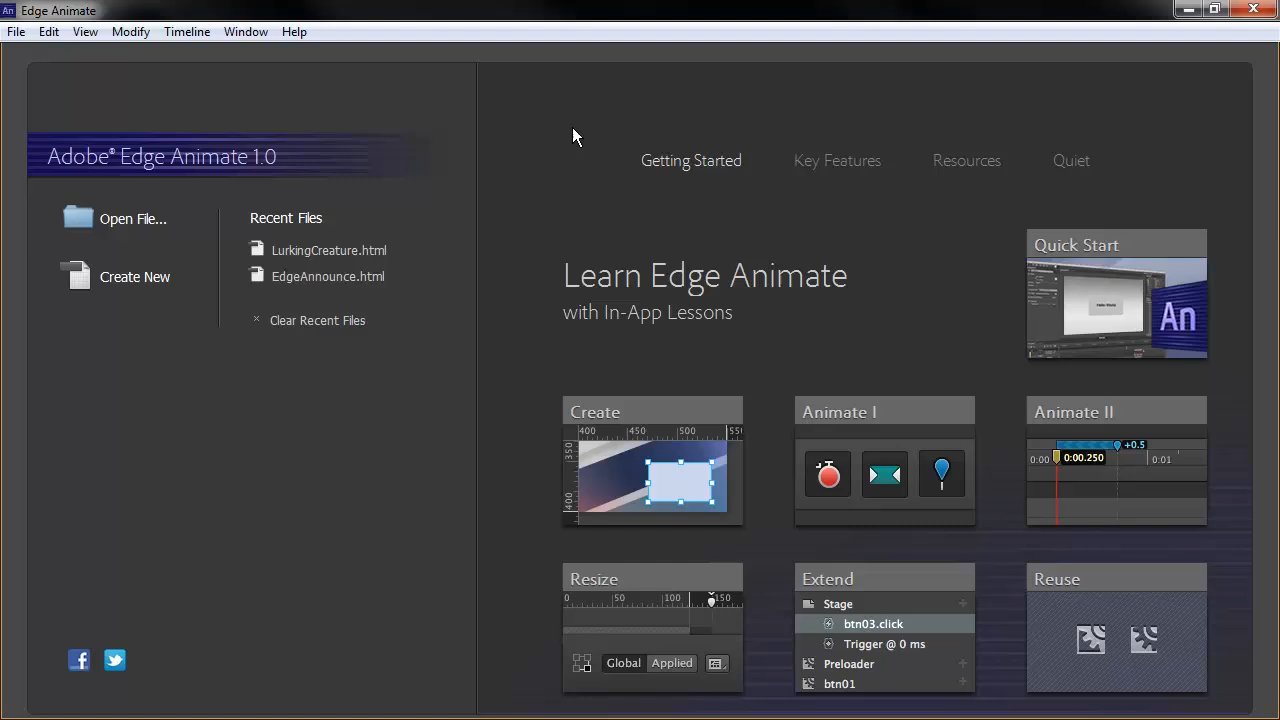 An Edge Animate
File Edit View Modify Timeline Window Help
Adobe® Edge Animate 1.0
Open File...
Create New
Recent Files
LurkingCreature.html
EdgeAnnounce.html
× Clear Recent Files
Getting Started Key Features Resources Quiet
Learn Edge Animate
with In-App Lessons
Quick Start
An
Create
400 450 500 550
350
400
Animate I
Animate II
+0.5
0:00 0:00.250 0:01
Resize
0 50 100 150
Global Applied
Extend
Stage
btn03.click
Trigger @ 0 ms
Preloader
btn01
Reuse